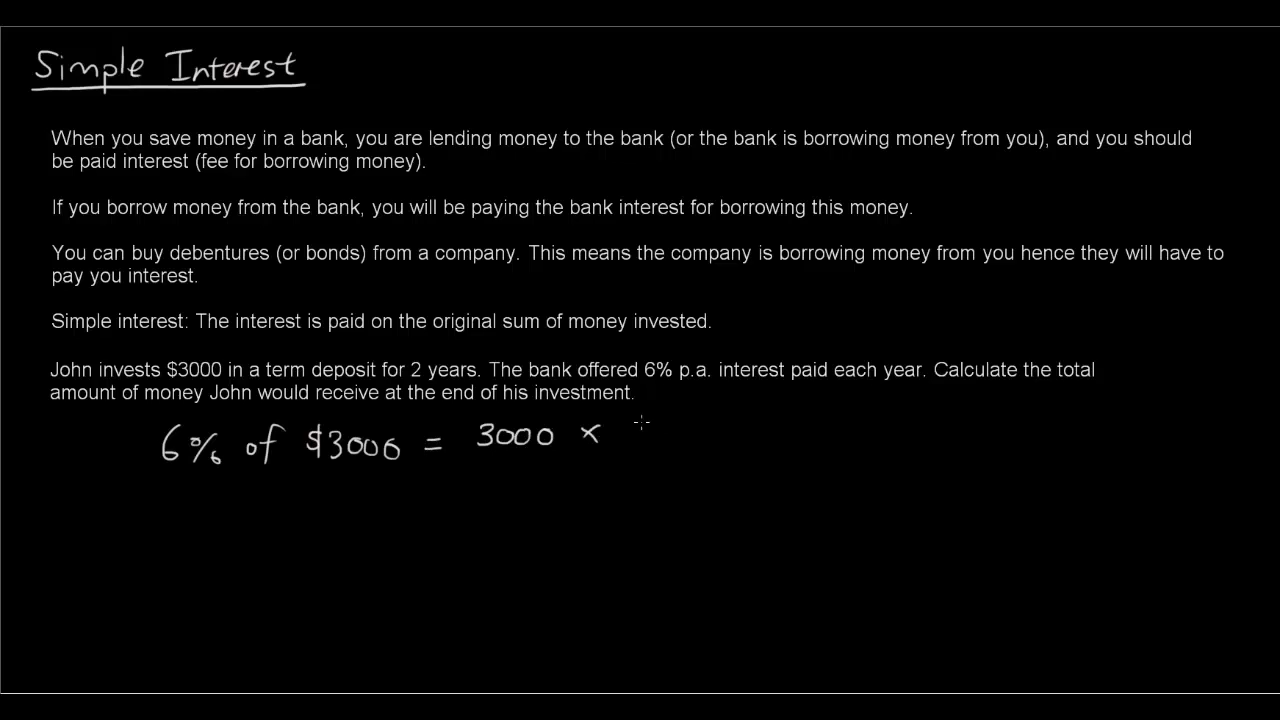 Simple Interest
When you save money in a bank, you are lending money to the bank (or the bank is borrowing money from you), and you should
be paid interest (fee for borrowing money).
If you borrow money from the bank, you will be paying the bank interest for borrowing this money.
You can buy debentures (or bonds) from a company. This means the company is borrowing money from you hence they will have to
pay you interest.
Simple interest: The interest is paid on the original sum of money invested.
John invests $3000 in a term deposit for 2 years. The bank offered 6% p.a. interest paid each year. Calculate the total
amount of money John would receive at the end of his investment.
6% of $3000 = 3000 ×